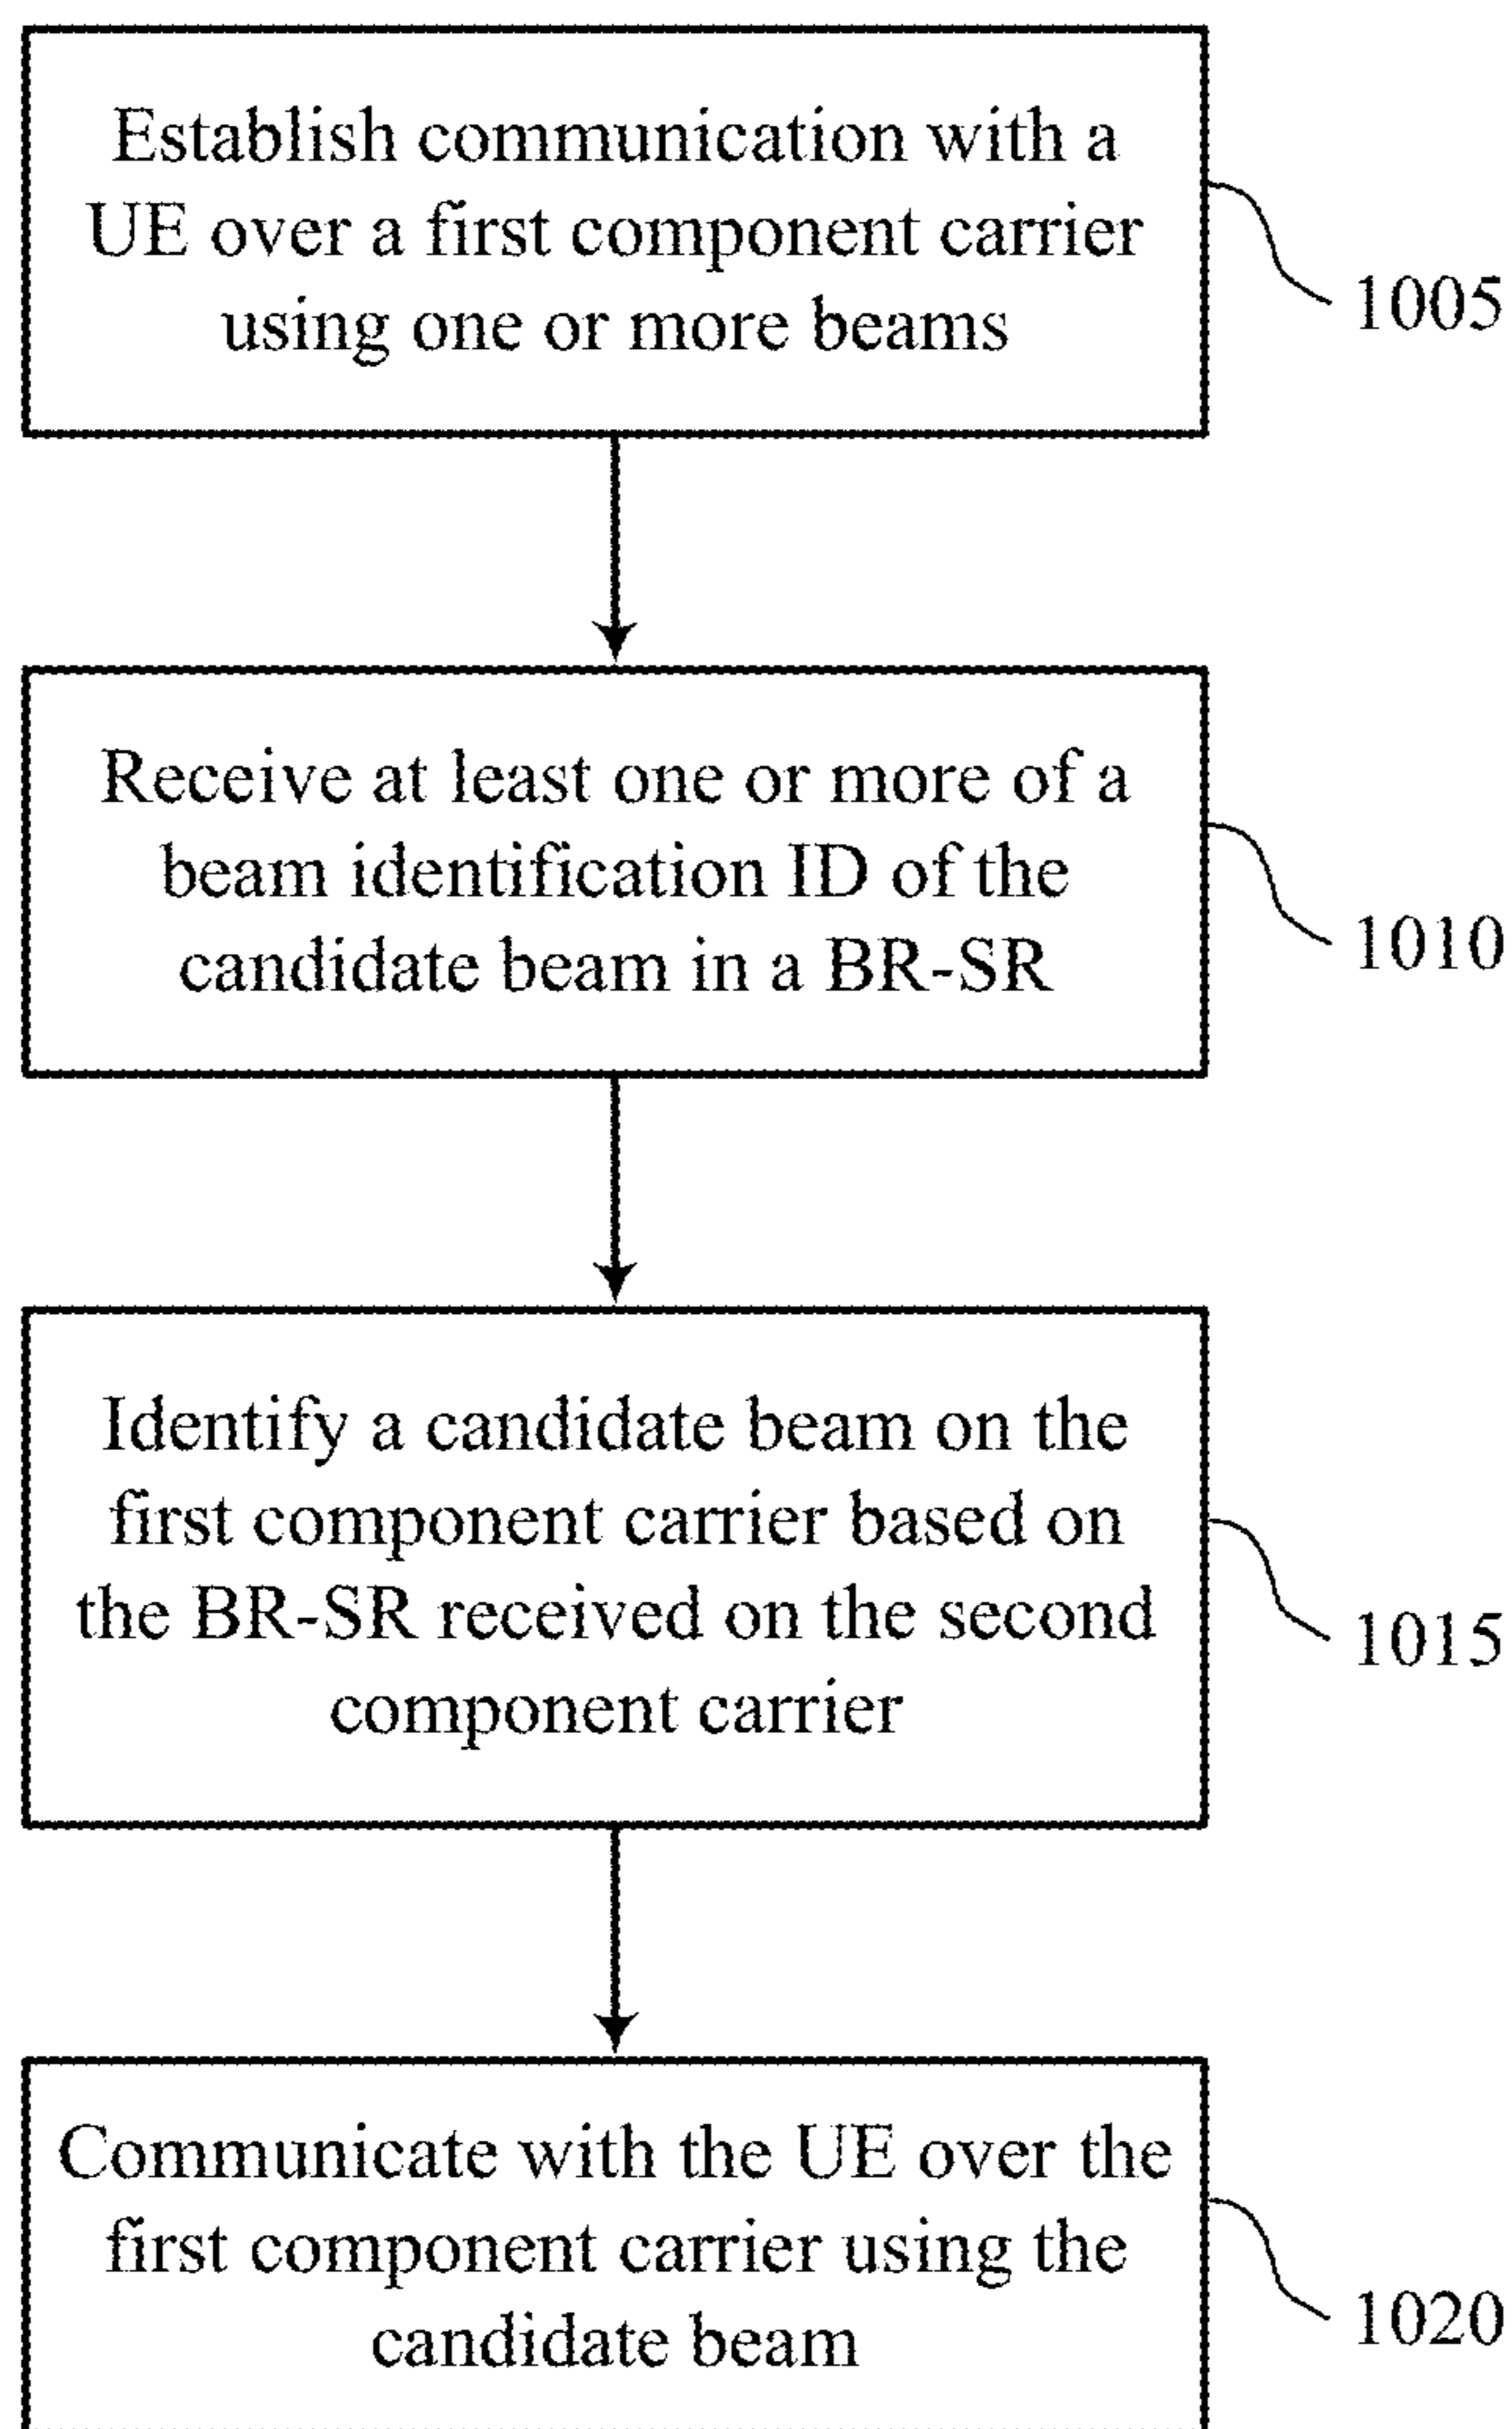 Establish communication with a
UE over a first component carrier
using one or more beams
1005
Receive at least one or more of a
beam identification ID of the
candidate beam in a BR-SR
1010
Identify a candidate beam on the
first component carrier based on
the BR-SR received on the second
component carrier
1015
Communicate with the UE over the
first component carrier using the
candidate beam
1020